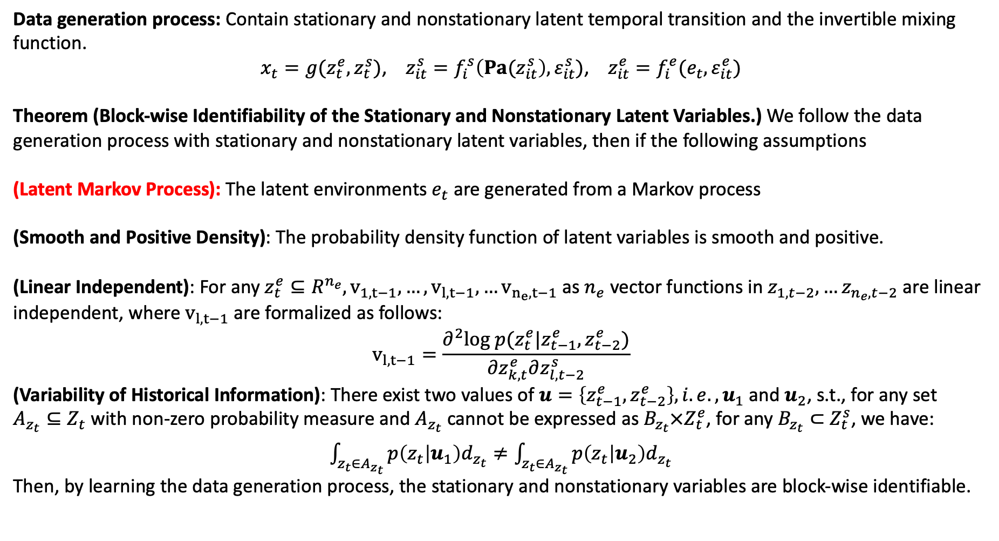 Data generation process: Contain stationary and nonstationary latent temporal transition and the invertible mixing
function.
$x_t = g(z_t^e, z_t^s), \quad z_{it}^s = f_i^s(\mathbf{Pa}(z_{it}^s), \varepsilon_{it}^s), \quad z_{it}^e = f_i^e(e_t, \varepsilon_{it}^e)$
Theorem (Block-wise Identifiability of the Stationary and Nonstationary Latent Variables.) We follow the data
generation process with stationary and nonstationary latent variables, then if the following assumptions
(Latent Markov Process): The latent environments $e_t$ are generated from a Markov process
(Smooth and Positive Density): The probability density function of latent variables is smooth and positive.
(Linear Independent): For any $z_t^e \subseteq R^{n_e}, \mathrm{v}_{1,t-1}, \ldots, \mathrm{v}_{l,t-1}, \ldots \mathrm{v}_{n_e,t-1}$ as $n_e$ vector functions in $z_{1,t-2}, \ldots z_{n_e,t-2}$ are linear
independent, where $\mathrm{v}_{l,t-1}$ are formalized as follows:
$\mathrm{v}_{l,t-1} = \frac{\partial^2 \log p(z_t^e | z_{t-1}^e, z_{t-2}^e)}{\partial z_{k,t}^e \partial z_{l,t-2}^s}$
(Variability of Historical Information): There exist two values of $\boldsymbol{u} = \{z_{t-1}^e, z_{t-2}^e\}, i.e., \boldsymbol{u}_1$ and $\boldsymbol{u}_2$, s.t., for any set
$A_{z_t} \subseteq Z_t$ with non-zero probability measure and $A_{z_t}$ cannot be expressed as $B_{z_t} \times Z_t^e$, for any $B_{z_t} \subset Z_t^s$, we have:
$\int_{z_t \in A_{z_t}} p(z_t | \boldsymbol{u}_1) d_{z_t} \neq \int_{z_t \in A_{z_t}} p(z_t | \boldsymbol{u}_2) d_{z_t}$
Then, by learning the data generation process, the stationary and nonstationary variables are block-wise identifiable.